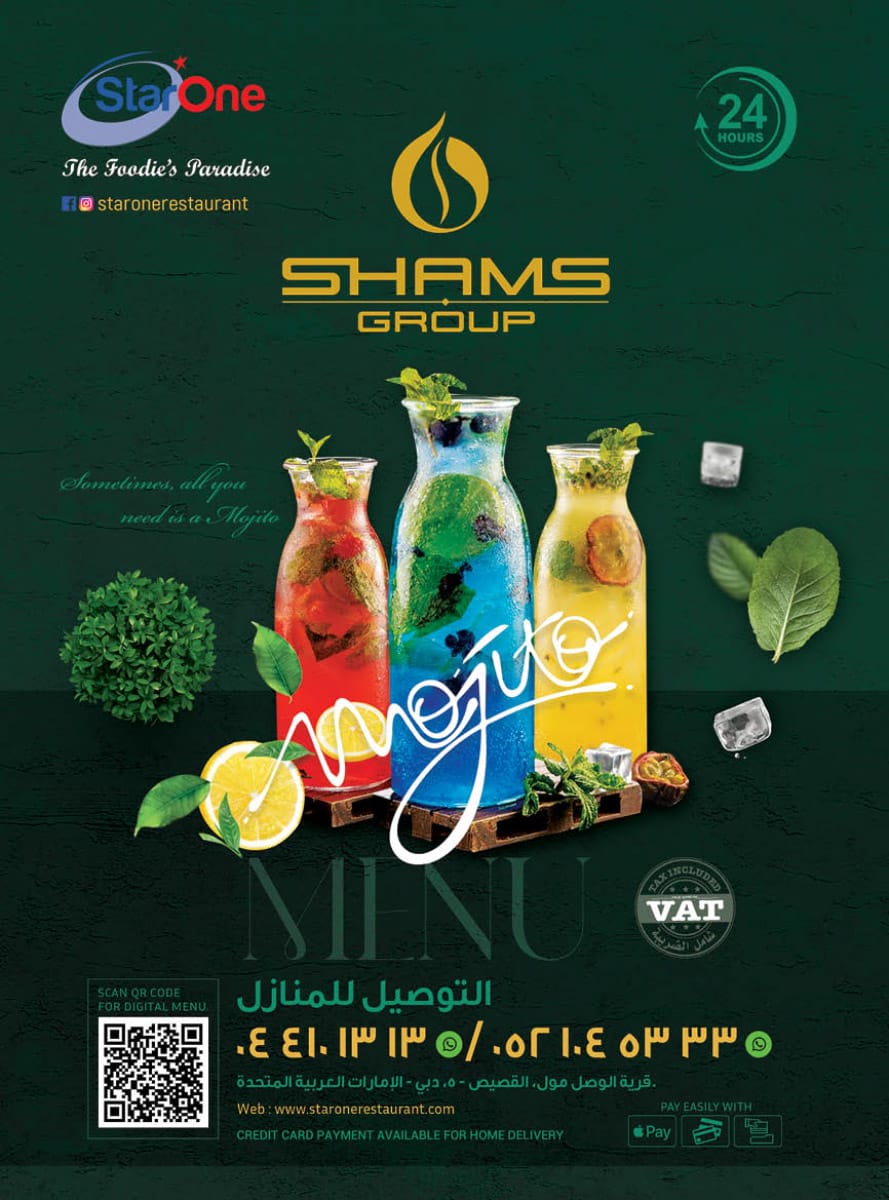 StarOne
The Foodie's Paradise
staronerestaurant
24
HOURS
SHAMS
GROUP
Sometimes, all you
need is a Mojito
mojito
MENU
TAX INCLUDED
VAT
شامل الضريبة
SCAN QR CODE
FOR DIGITAL MENU.
التوصيل للمنازل
٠٤ ٤٤١٠ ١٣ ١٣ / ٠٥٢ ١٠٤ ٥٣ ٣٣
قرية الوصل مول، القصيص - ٥، دبي - الإمارات العربية المتحدة.
Web : www.staronerestaurant.com
CREDIT CARD PAYMENT AVAILABLE FOR HOME DELIVERY
PAY EASILY WITH
Pay